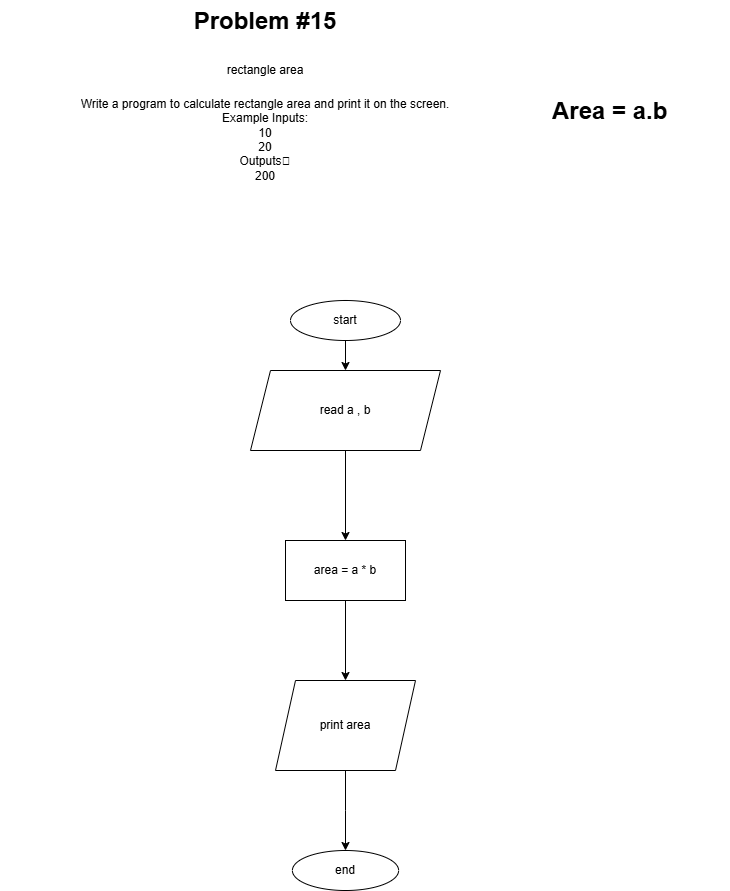 Problem #15
rectangle area
Write a program to calculate rectangle area and print it on the screen.
Example Inputs:
10
20
Outputs
200
Area = a.b
start
read a , b
area = a * b
print area
end